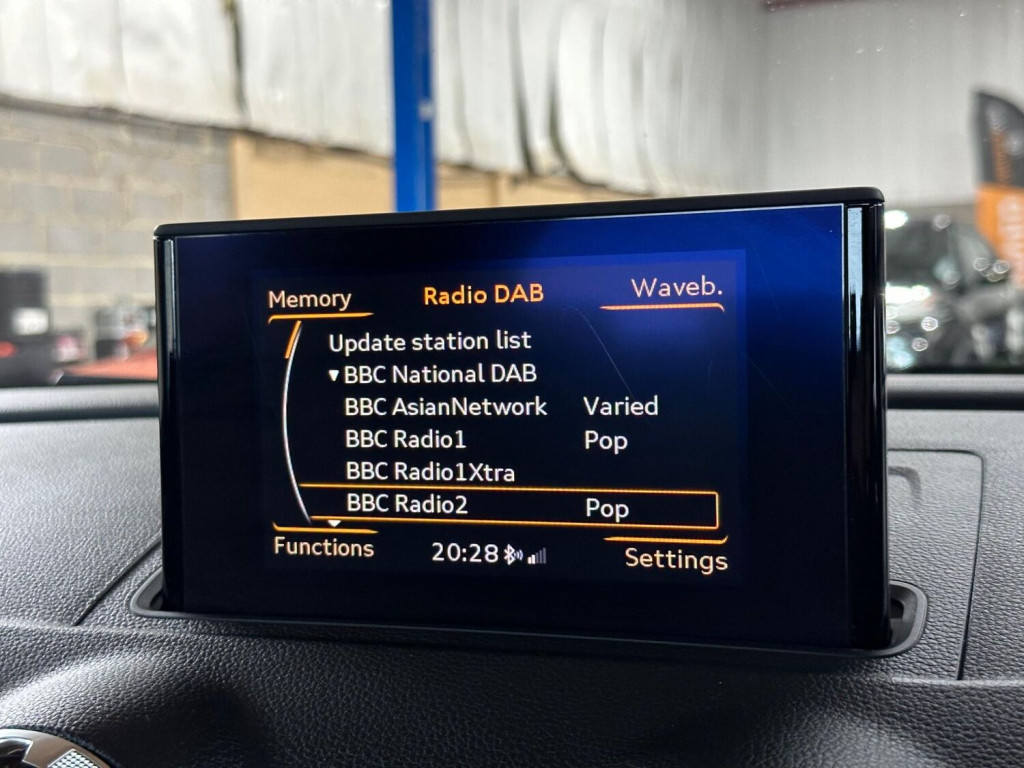 Memory Radio DAB Waveb.
Update station list
▼BBC National DAB
BBC AsianNetwork Varied
BBC Radio1 Pop
BBC Radio1Xtra
BBC Radio2 Pop
Functions 20:28 Settings